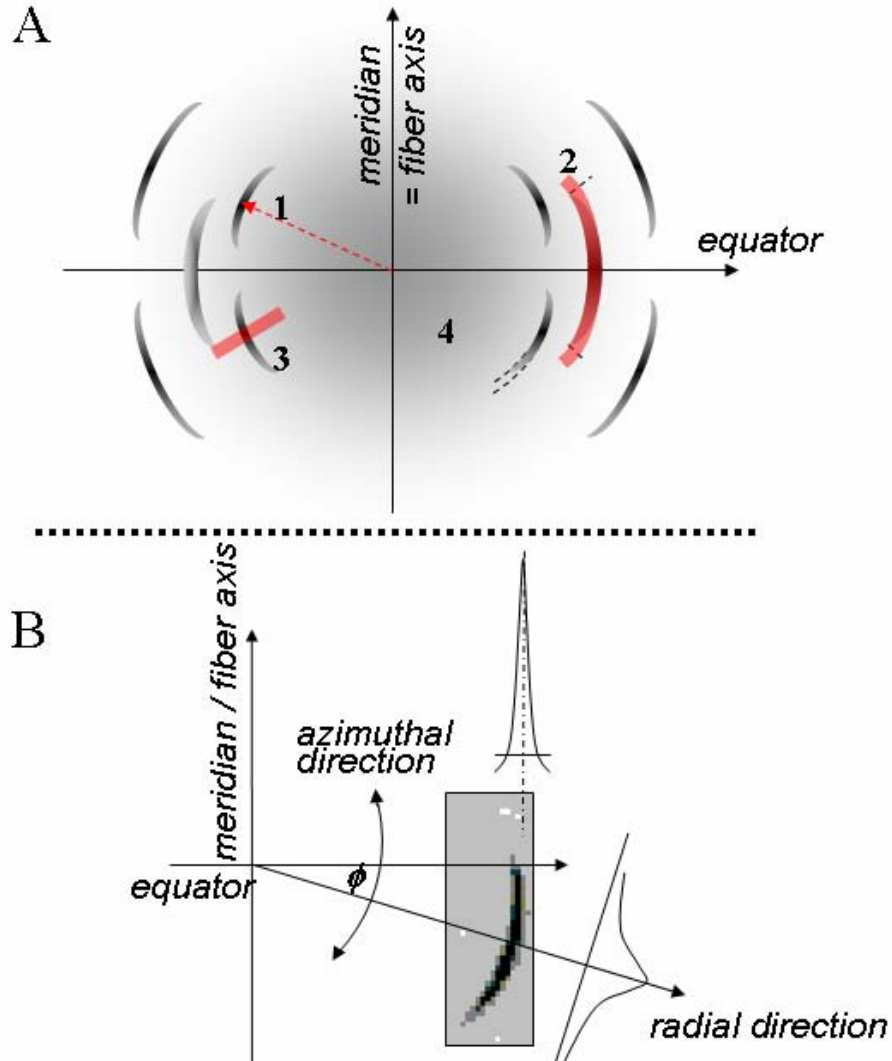 A
meridian
= fiber axis
1
2
equator
3
4
B
meridian / fiber axis
azimuthal
direction
equator
ϕ
radial direction